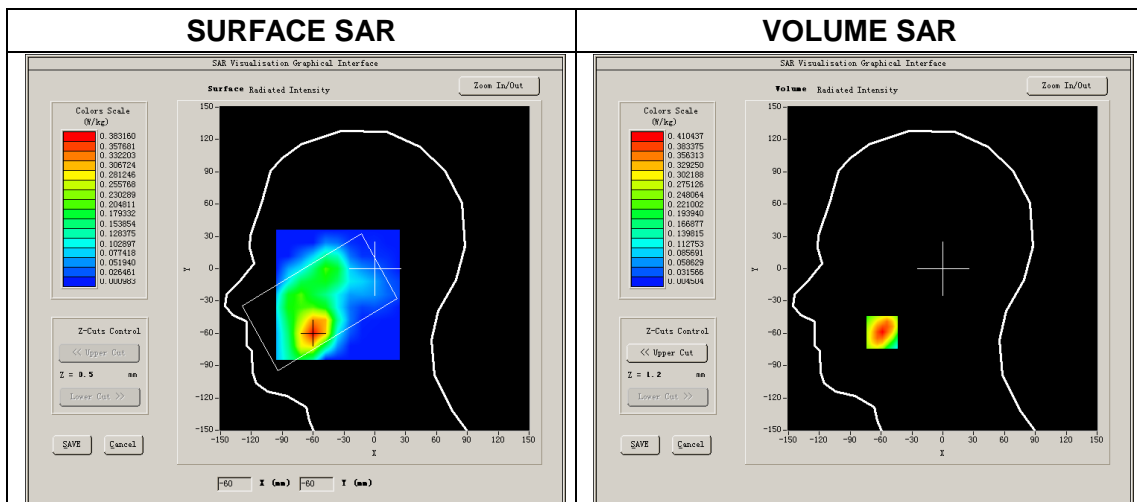 SURFACE SAR
SAR Visualisation Graphical Interface
Surface Radiated Intensity
Zoom In/Out
Colors Scale
(W/kg)
0.383160
0.357681
0.332203
0.306724
0.281246
0.255768
0.230289
0.204811
0.179332
0.153854
0.128375
0.102897
0.077418
0.051940
0.026461
0.000983
Z-Cuts Control
<< Upper Cut
Z = 0.5 mm
Lower Cut >>
SAVE Cancel
Y
150
120
90
60
30
0
-30
-60
-90
-120
-150
-150 -120 -90 -60 -30 0 30 60 90 120 150
X
-60 X (mm) -60 Y (mm)
VOLUME SAR
SAR Visualisation Graphical Interface
Volume Radiated Intensity
Zoom In/Out
Colors Scale
(W/kg)
0.410437
0.383375
0.356313
0.329250
0.302188
0.275126
0.248064
0.221002
0.193940
0.166877
0.139815
0.112753
0.085691
0.058629
0.031566
0.004504
Z-Cuts Control
<< Upper Cut
Z = 1.2 mm
Lower Cut >>
SAVE Cancel
Y
150
120
90
60
30
0
-30
-60
-90
-120
-150
-150 -120 -90 -60 -30 0 30 60 90 120 150
X